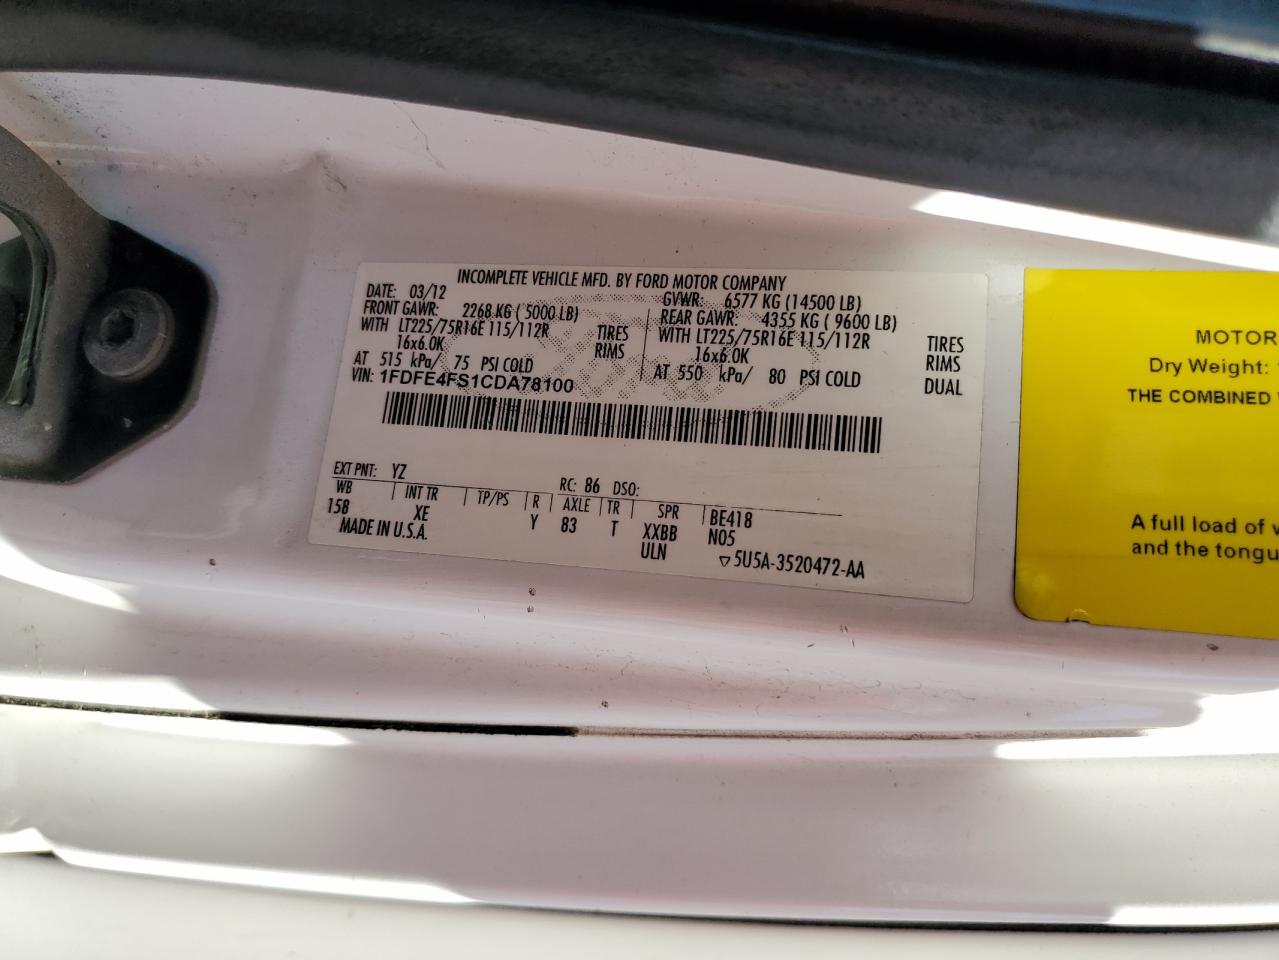 INCOMPLETE VEHICLE MFD. BY FORD MOTOR COMPANY
DATE: 03/12 GVWR: 6577 KG (14500 LB)
FRONT GAWR: 2268 KG ( 5000 LB) REAR GAWR: 4355 KG ( 9600 LB)
WITH LT225/75R16E 115/112R TIRES WITH LT225/75R16E 115/112R TIRES
16x6.0K RIMS 16x6.0K RIMS
AT 515 kPa/ 75 PSI COLD AT 550 kPa/ 80 PSI COLD DUAL
VIN: 1FDFE4FS1CDA78100
EXT PNT: YZ RC: 86 DSO:
WB INT TR TP/PS R AXLE TR SPR BE418
158 XE Y 83 T XXBB N05
MADE IN U.S.A. ULN ▽5U5A-3520472-AA
MOTOR
Dry Weight:
THE COMBINED
A full load of
and the tongu